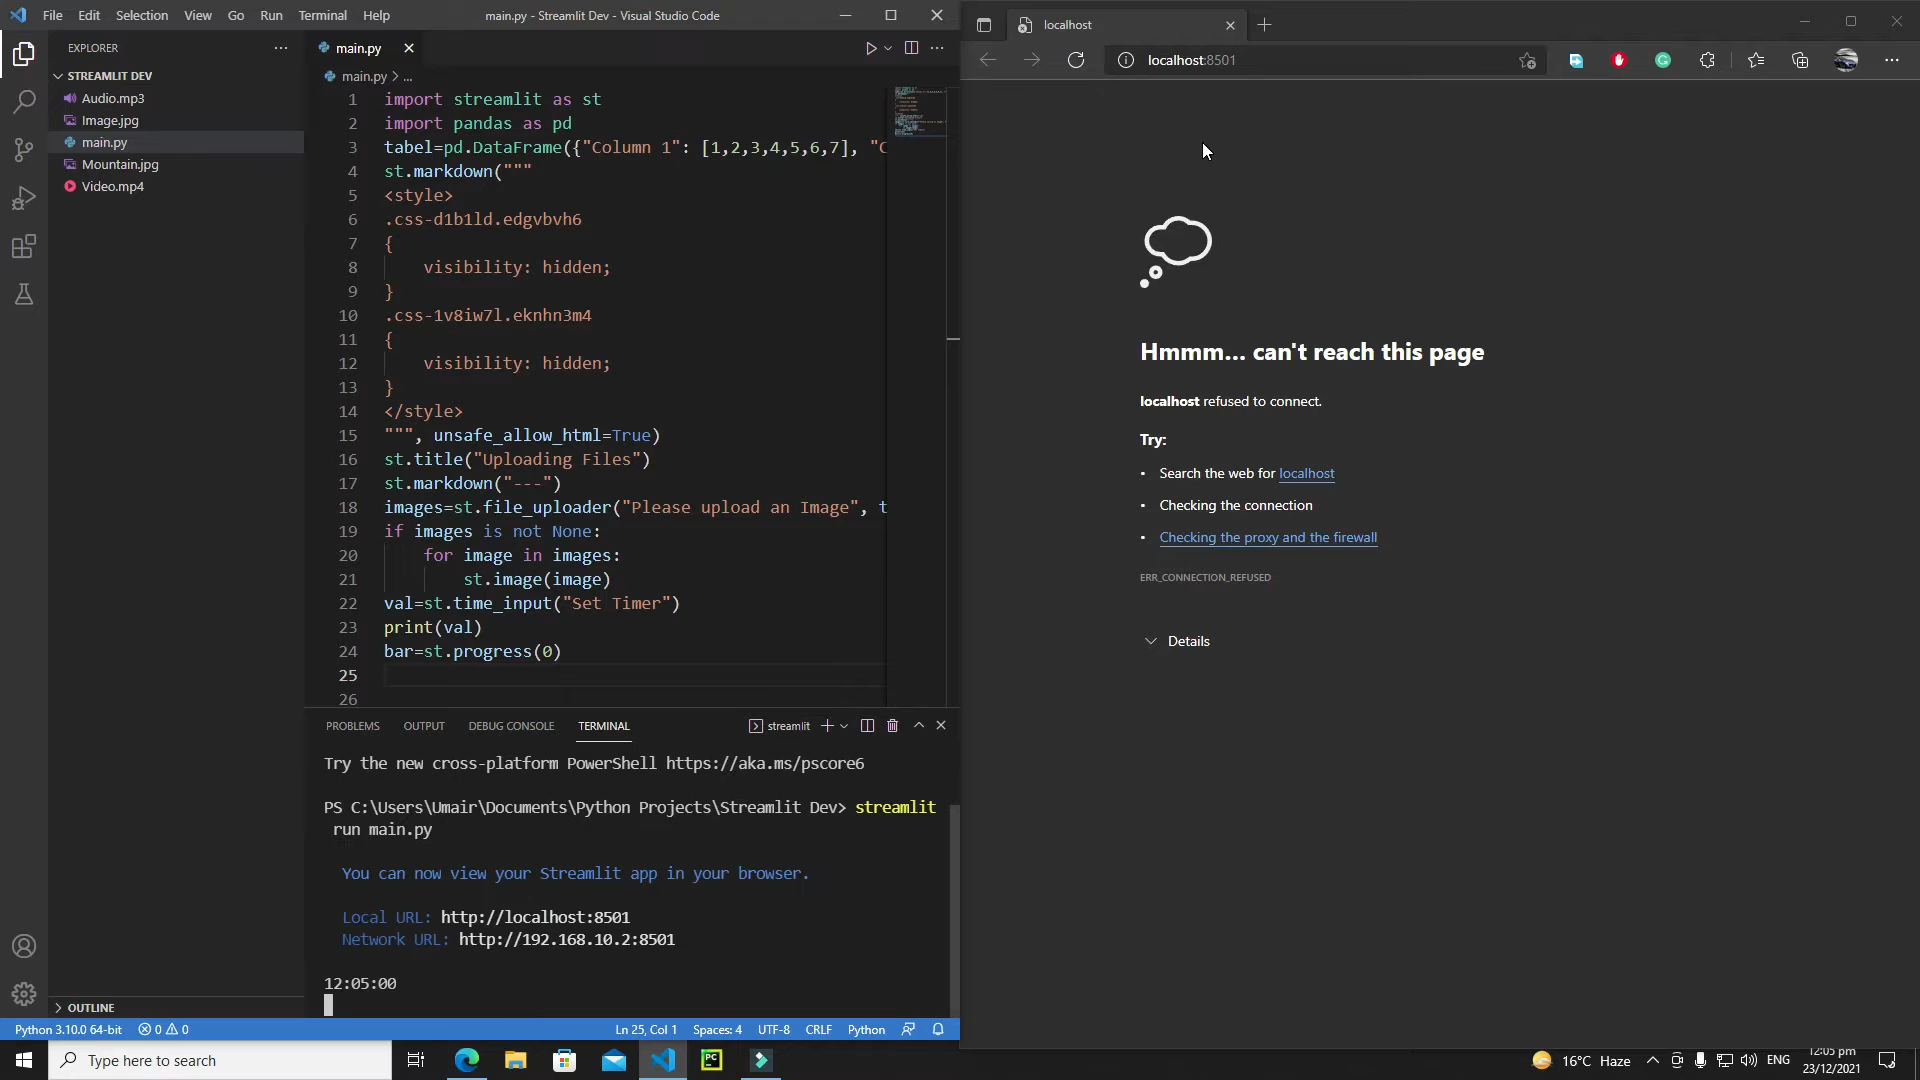 File Edit Selection View Go Run Terminal Help
main.py - Streamlit Dev - Visual Studio Code
EXPLORER
STREAMLIT DEV
Audio.mp3
Image.jpg
main.py
Mountain.jpg
Video.mp4
OUTLINE
main.py
main.py > ...
1 import streamlit as st
2 import pandas as pd
3 tabel=pd.DataFrame({"Column 1": [1,2,3,4,5,6,7], "C
4 st.markdown("""
5 <style>
6 .css-d1b1ld.edgvbvh6
7 {
8 visibility: hidden;
9 }
10 .css-1v8iw7l.eknhn3m4
11 {
12 visibility: hidden;
13 }
14 </style>
15 """, unsafe_allow_html=True)
16 st.title("Uploading Files")
17 st.markdown("---")
18 images=st.file_uploader("Please upload an Image", t
19 if images is not None:
20 for image in images:
21 st.image(image)
22 val=st.time_input("Set Timer")
23 print(val)
24 bar=st.progress(0)
25
26
PROBLEMS OUTPUT DEBUG CONSOLE TERMINAL streamlit
Try the new cross-platform PowerShell https://aka.ms/pscore6
PS C:\Users\Umair\Documents\Python Projects\Streamlit Dev> streamlit
run main.py
You can now view your Streamlit app in your browser.
Local URL: http://localhost:8501
Network URL: http://192.168.10.2:8501
12:05:00
Python 3.10.0 64-bit 0 0 Ln 25, Col 1 Spaces: 4 UTF-8 CRLF Python
localhost
localhost:8501
Hmmm... can't reach this page
localhost refused to connect.
Try:
• Search the web for localhost
• Checking the connection
• Checking the proxy and the firewall
ERR_CONNECTION_REFUSED
Details
Type here to search
PC
16°C Haze ENG
12:05 pm
23/12/2021